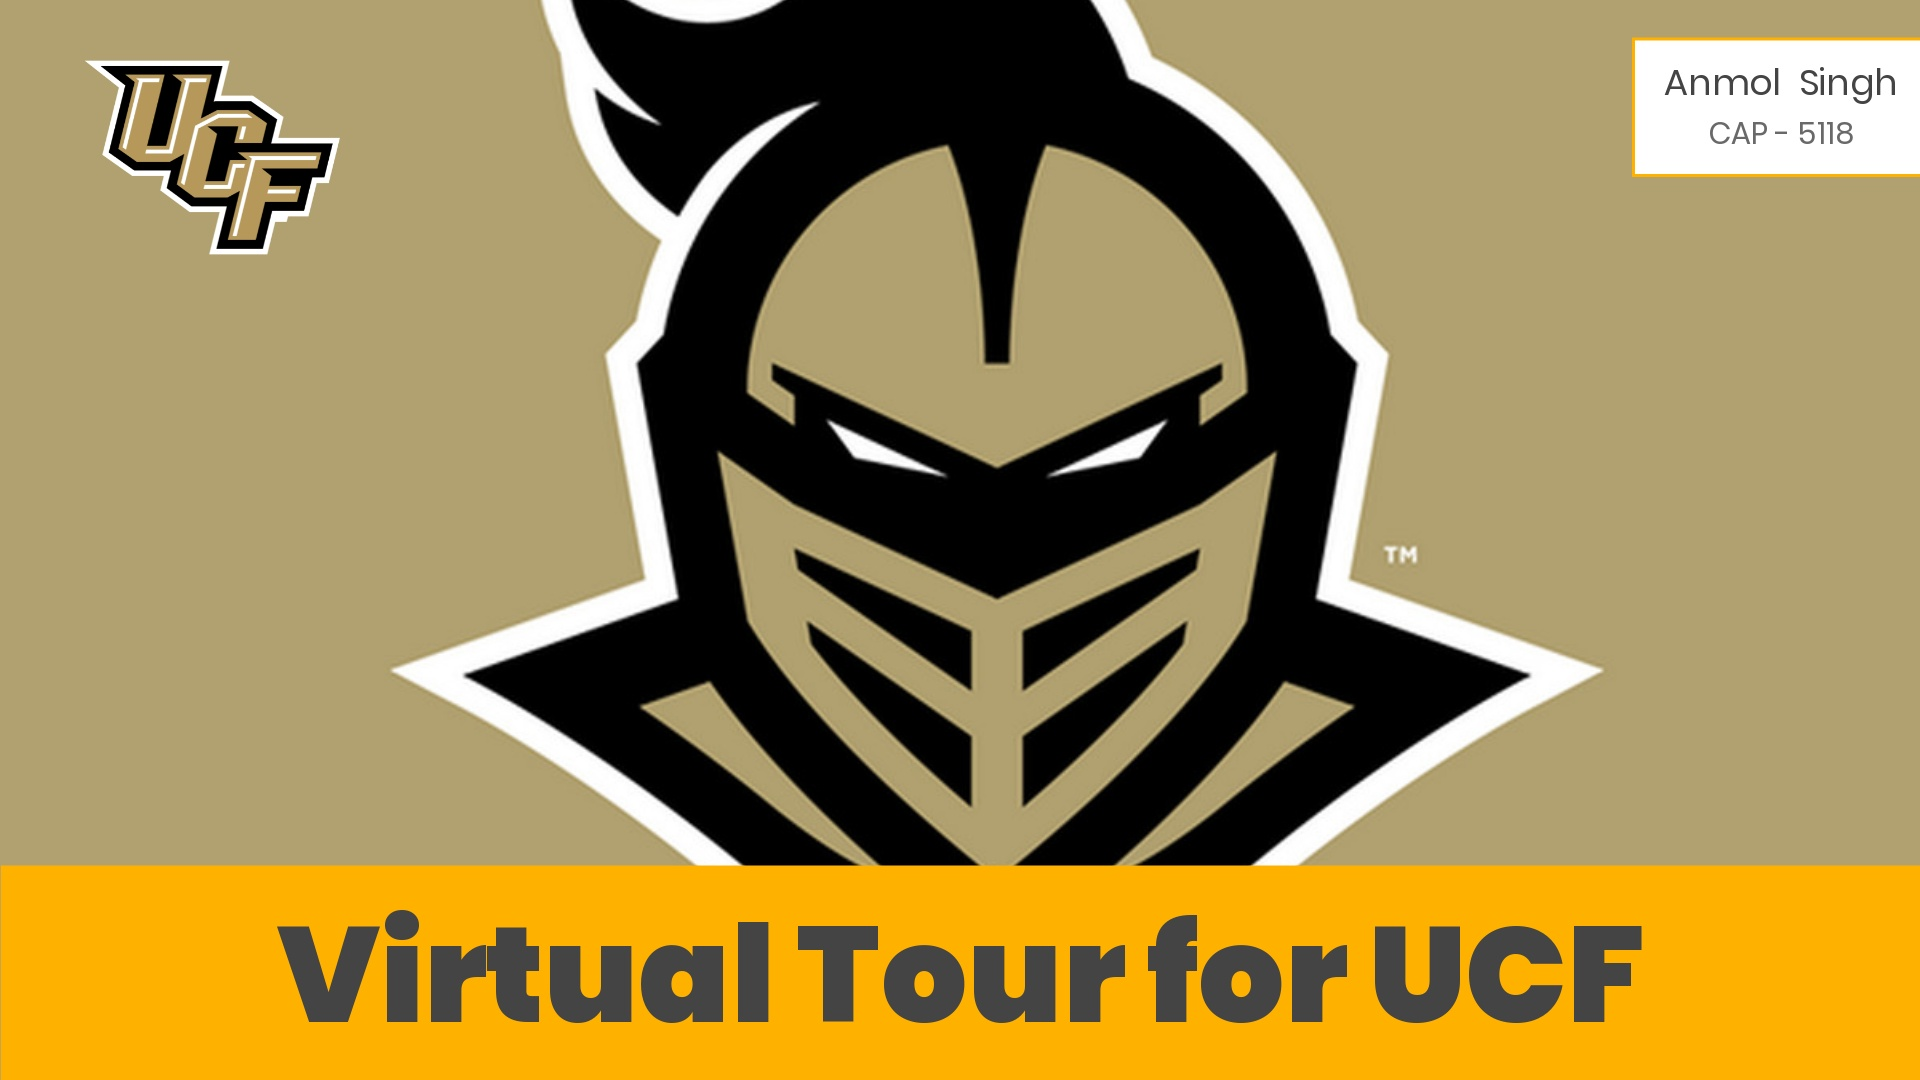 UCF
Anmol Singh
CAP - 5118
TM
Virtual Tour for UCF